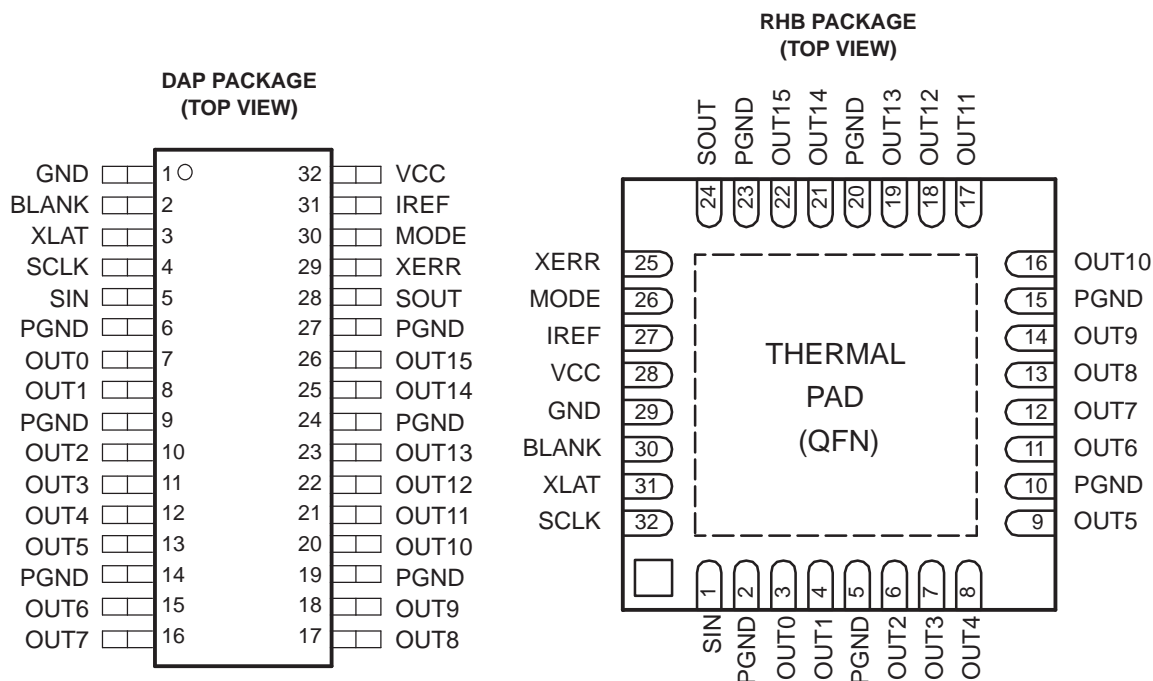 DAP PACKAGE
(TOP VIEW)
GND 1 32 VCC
BLANK 2 31 IREF
XLAT 3 30 MODE
SCLK 4 29 XERR
SIN 5 28 SOUT
PGND 6 27 PGND
OUT0 7 26 OUT15
OUT1 8 25 OUT14
PGND 9 24 PGND
OUT2 10 23 OUT13
OUT3 11 22 OUT12
OUT4 12 21 OUT11
OUT5 13 20 OUT10
PGND 14 19 PGND
OUT6 15 18 OUT9
OUT7 16 17 OUT8
RHB PACKAGE
(TOP VIEW)
SOUT PGND OUT15 OUT14 PGND OUT13 OUT12 OUT11
24 23 22 21 20 19 18 17
XERR 25 16 OUT10
MODE 26 15 PGND
IREF 27 14 OUT9
VCC 28 13 OUT8
GND 29 12 OUT7
BLANK 30 11 OUT6
XLAT 31 10 PGND
SCLK 32 9 OUT5
THERMAL
PAD
(QFN)
1 2 3 4 5 6 7 8
SIN PGND OUT0 OUT1 PGND OUT2 OUT3 OUT4